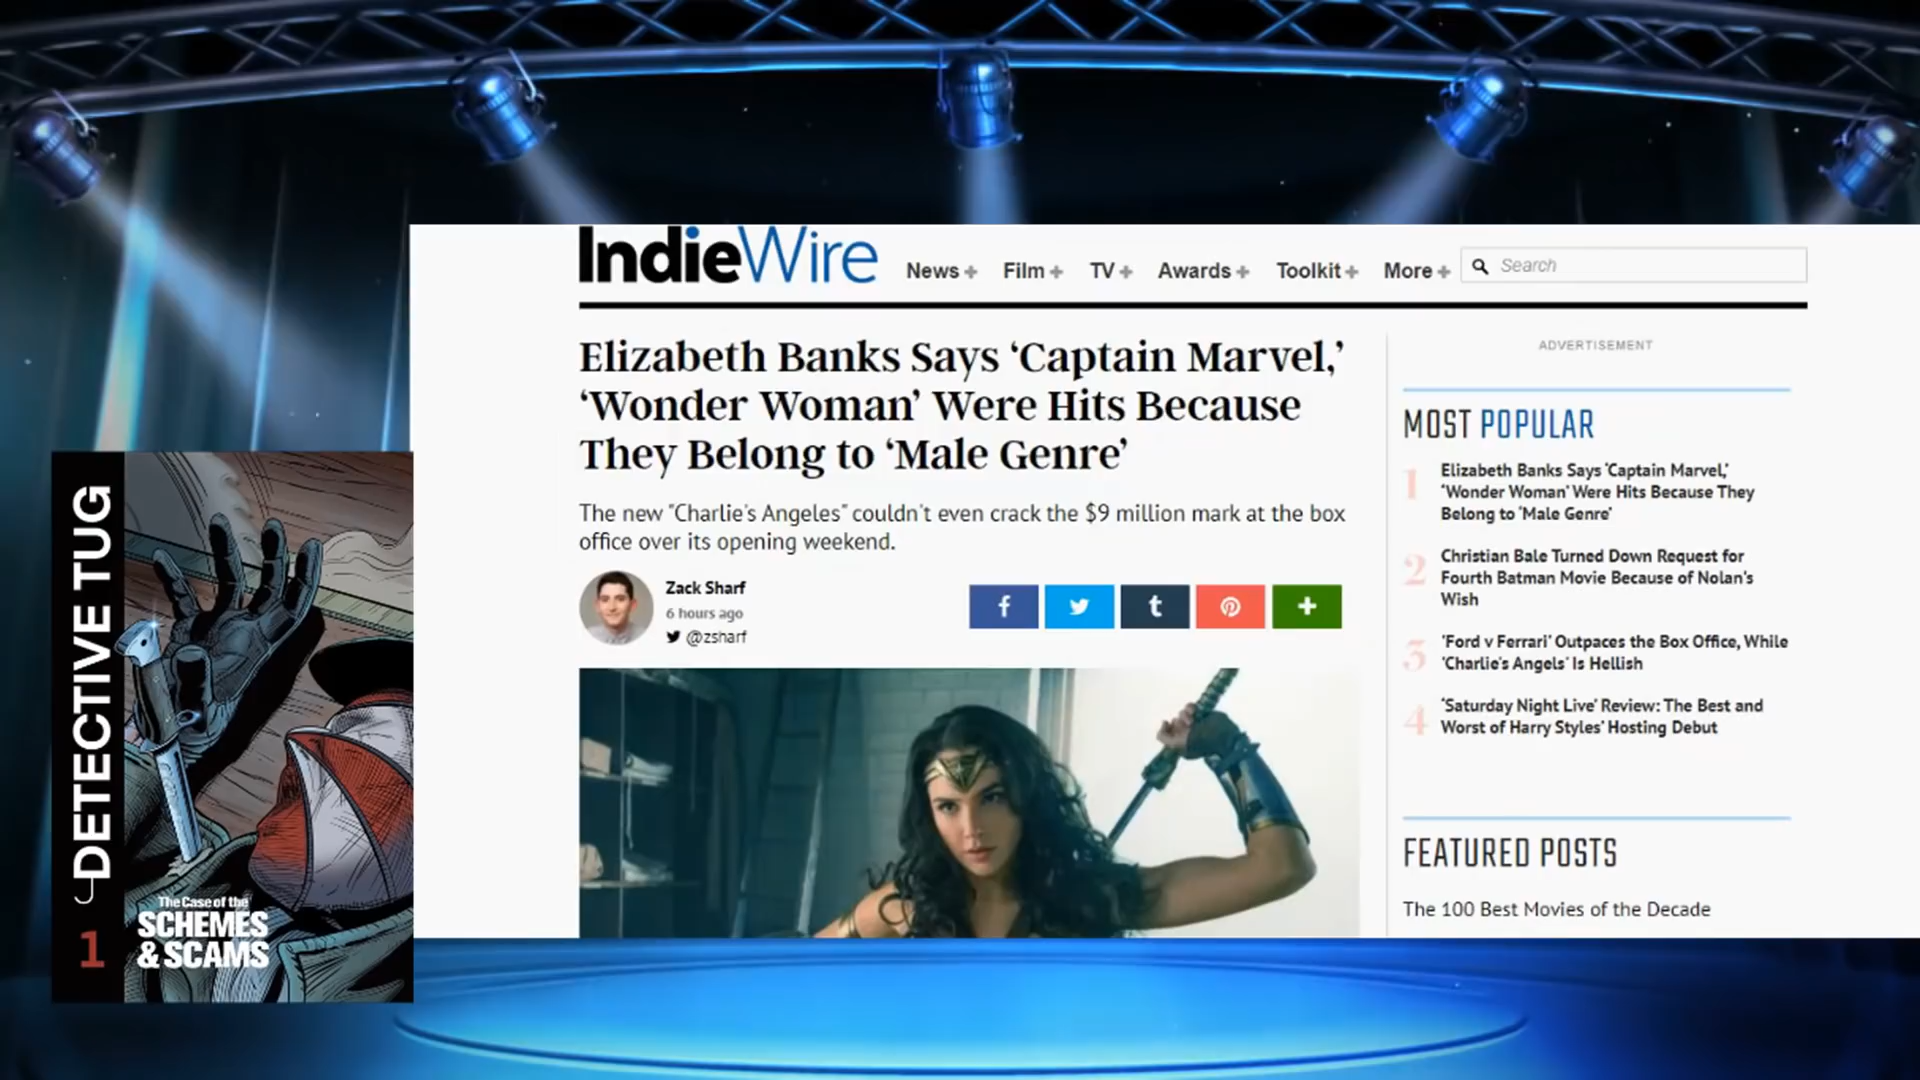 IndieWire
News + Film + TV + Awards + Toolkit + More +
Search
Elizabeth Banks Says ‘Captain Marvel,’
‘Wonder Woman’ Were Hits Because
They Belong to ‘Male Genre’
The new "Charlie's Angeles" couldn't even crack the $9 million mark at the box
office over its opening weekend.
Zack Sharf
6 hours ago
@zsharf
f
t
+
ADVERTISEMENT
MOST POPULAR
1
Elizabeth Banks Says ‘Captain Marvel,’
‘Wonder Woman’ Were Hits Because They
Belong to ‘Male Genre’
2
Christian Bale Turned Down Request for
Fourth Batman Movie Because of Nolan's
Wish
3
‘Ford v Ferrari’ Outpaces the Box Office, While
‘Charlie's Angels’ Is Hellish
4
‘Saturday Night Live’ Review: The Best and
Worst of Harry Styles’ Hosting Debut
FEATURED POSTS
The 100 Best Movies of the Decade
DETECTIVE TUG
The Case of the
SCHEMES
& SCAMS
1